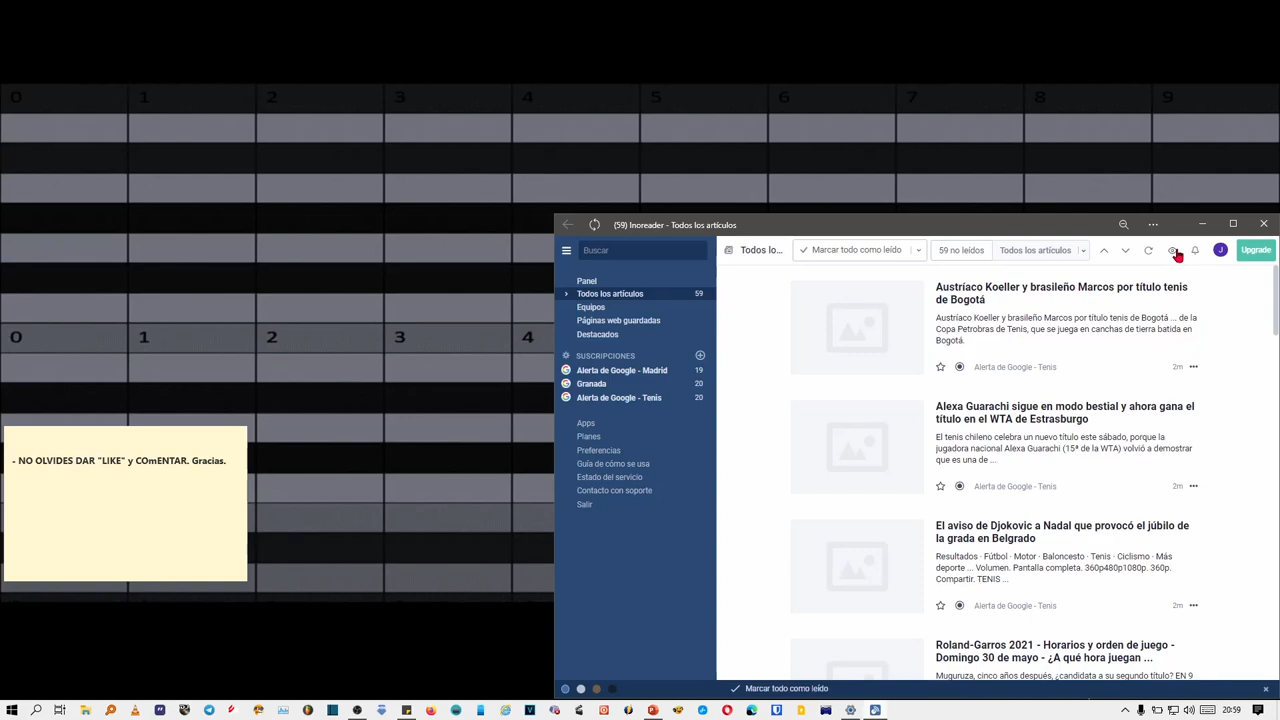 0 1 2 3 4 5 6 7 8 9
0 1 2 3 4
- NO OLVIDES DAR "LIKE" y COmENTAR. Gracias.
(59) Inoreader - Todos los artículos
Buscar
Todos lo...
Marcar todo como leído
59 no leídos
Todos los artículos
J
Upgrade
Panel
Todos los artículos 59
Equipos
Páginas web guardadas
Destacados
SUSCRIPCIONES
Alerta de Google - Madrid 19
Granada 20
Alerta de Google - Tenis 20
Apps
Planes
Preferencias
Guía de cómo se usa
Estado del servicio
Contacto con soporte
Salir
Austríaco Koeller y brasileño Marcos por título tenis
de Bogotá
Austríaco Koeller y brasileño Marcos por título tenis de Bogotá ... de la
Copa Petrobras de Tenis, que se juega en canchas de tierra batida en
Bogotá.
Alerta de Google - Tenis 2m
Alexa Guarachi sigue en modo bestial y ahora gana el
título en el WTA de Estrasburgo
El tenis chileno celebra un nuevo título este sábado, porque la
jugadora nacional Alexa Guarachi (15ª de la WTA) volvió a demostrar
que es una de ...
Alerta de Google - Tenis 2m
El aviso de Djokovic a Nadal que provocó el júbilo de
la grada en Belgrado
Resultados · Fútbol · Motor · Baloncesto · Tenis · Ciclismo · Más
deporte ... Volumen. Pantalla completa. 360p480p1080p. 360p.
Compartir. TENIS ...
Alerta de Google - Tenis 2m
Roland-Garros 2021 - Horarios y orden de juego -
Domingo 30 de mayo - ¿A qué hora juegan ...
Muguruza, cinco años después, ¿candidata a su segundo título? EN 9
Marcar todo como leído
20:59